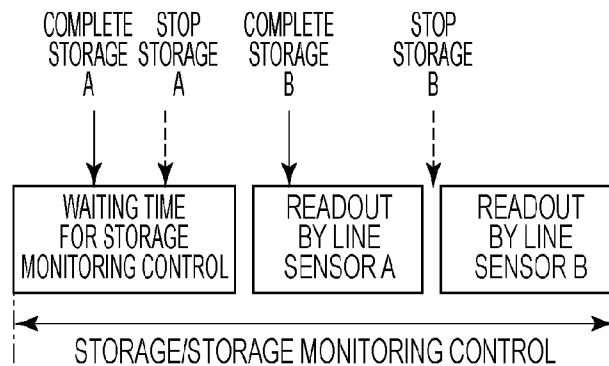 COMPLETE STORAGE A
STOP STORAGE A
COMPLETE STORAGE B
STOP STORAGE B
WAITING TIME
FOR STORAGE
MONITORING CONTROL
READOUT
BY LINE
SENSOR A
READOUT
BY LINE
SENSOR B
STORAGE/STORAGE MONITORING CONTROL